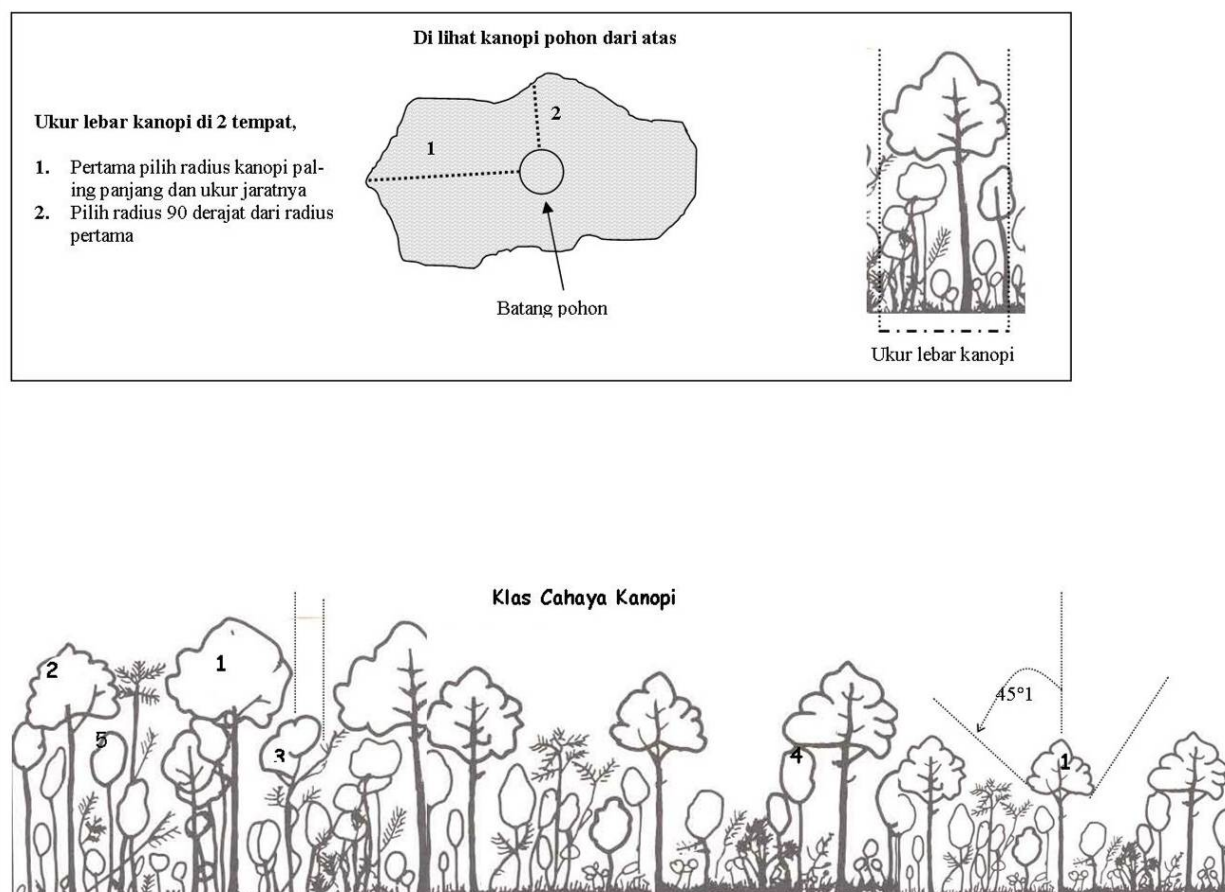 Di lihat kanopi pohon dari atas
Ukur lebar kanopi di 2 tempat,
1. Pertama pilih radius kanopi pal-
ing panjang dan ukur jaratnya
2. Pilih radius 90 derajat dari radius
pertama
1
2
Batang pohon
Ukur lebar kanopi
Klas Cahaya Kanopi
2
1
5
3
4
45°1
1